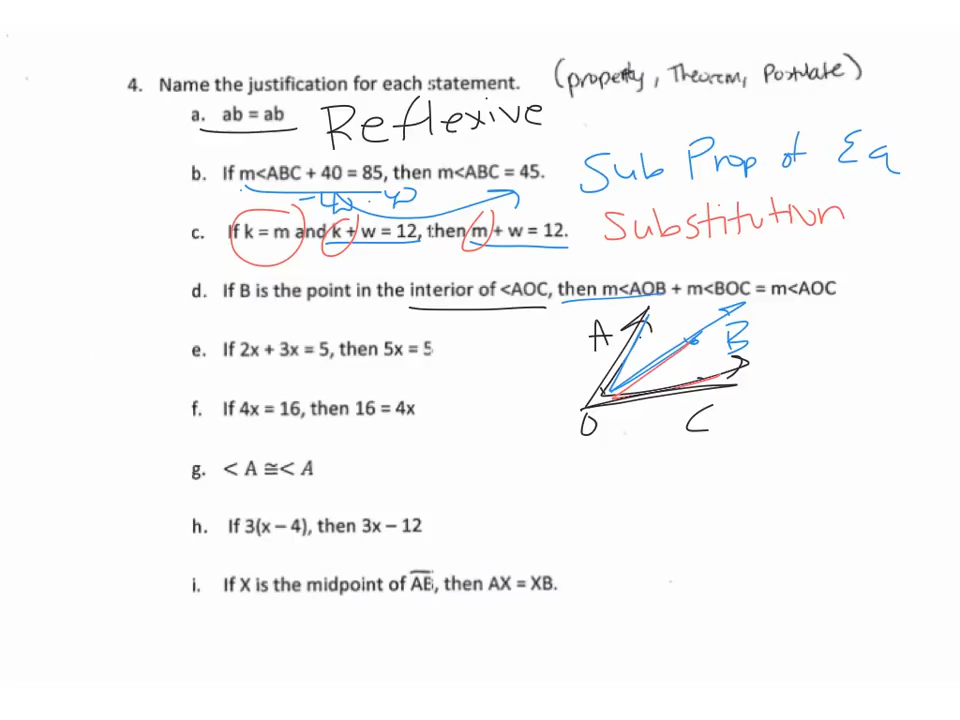 4. Name the justification for each statement. (property, Theorem, Postulate)
a. ab = ab Reflexive
b. If m<ABC + 40 = 85, then m<ABC = 45. Sub Prop of Eq
-40 -40
c. If k = m and k + w = 12, then m + w = 12. Substitution
d. If B is the point in the interior of <AOC, then m<AOB + m<BOC = m<AOC
A B
e. If 2x + 3x = 5, then 5x = 5
f. If 4x = 16, then 16 = 4x
O C
g. < A ≅< A
h. If 3(x – 4), then 3x – 12
i. If X is the midpoint of A̅B̅, then AX = XB.